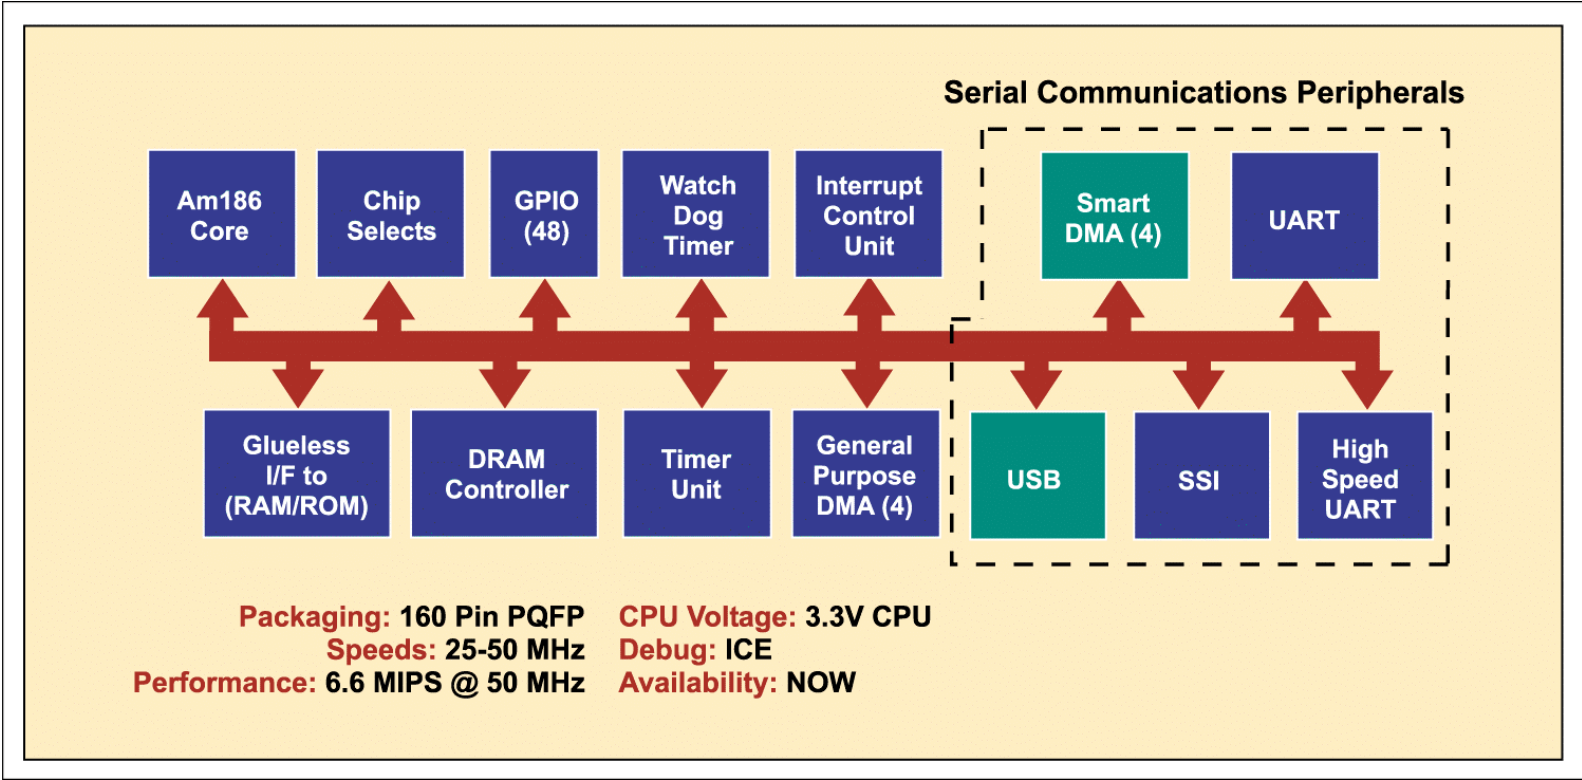 Serial Communications Peripherals
Am186
Core
Chip
Selects
GPIO
(48)
Watch
Dog
Timer
Interrupt
Control
Unit
Smart
DMA (4)
UART
Glueless
I/F to
(RAM/ROM)
DRAM
Controller
Timer
Unit
General
Purpose
DMA (4)
USB
SSI
High
Speed
UART
Packaging: 160 Pin PQFP
Speeds: 25-50 MHz
Performance: 6.6 MIPS @ 50 MHz
CPU Voltage: 3.3V CPU
Debug: ICE
Availability: NOW